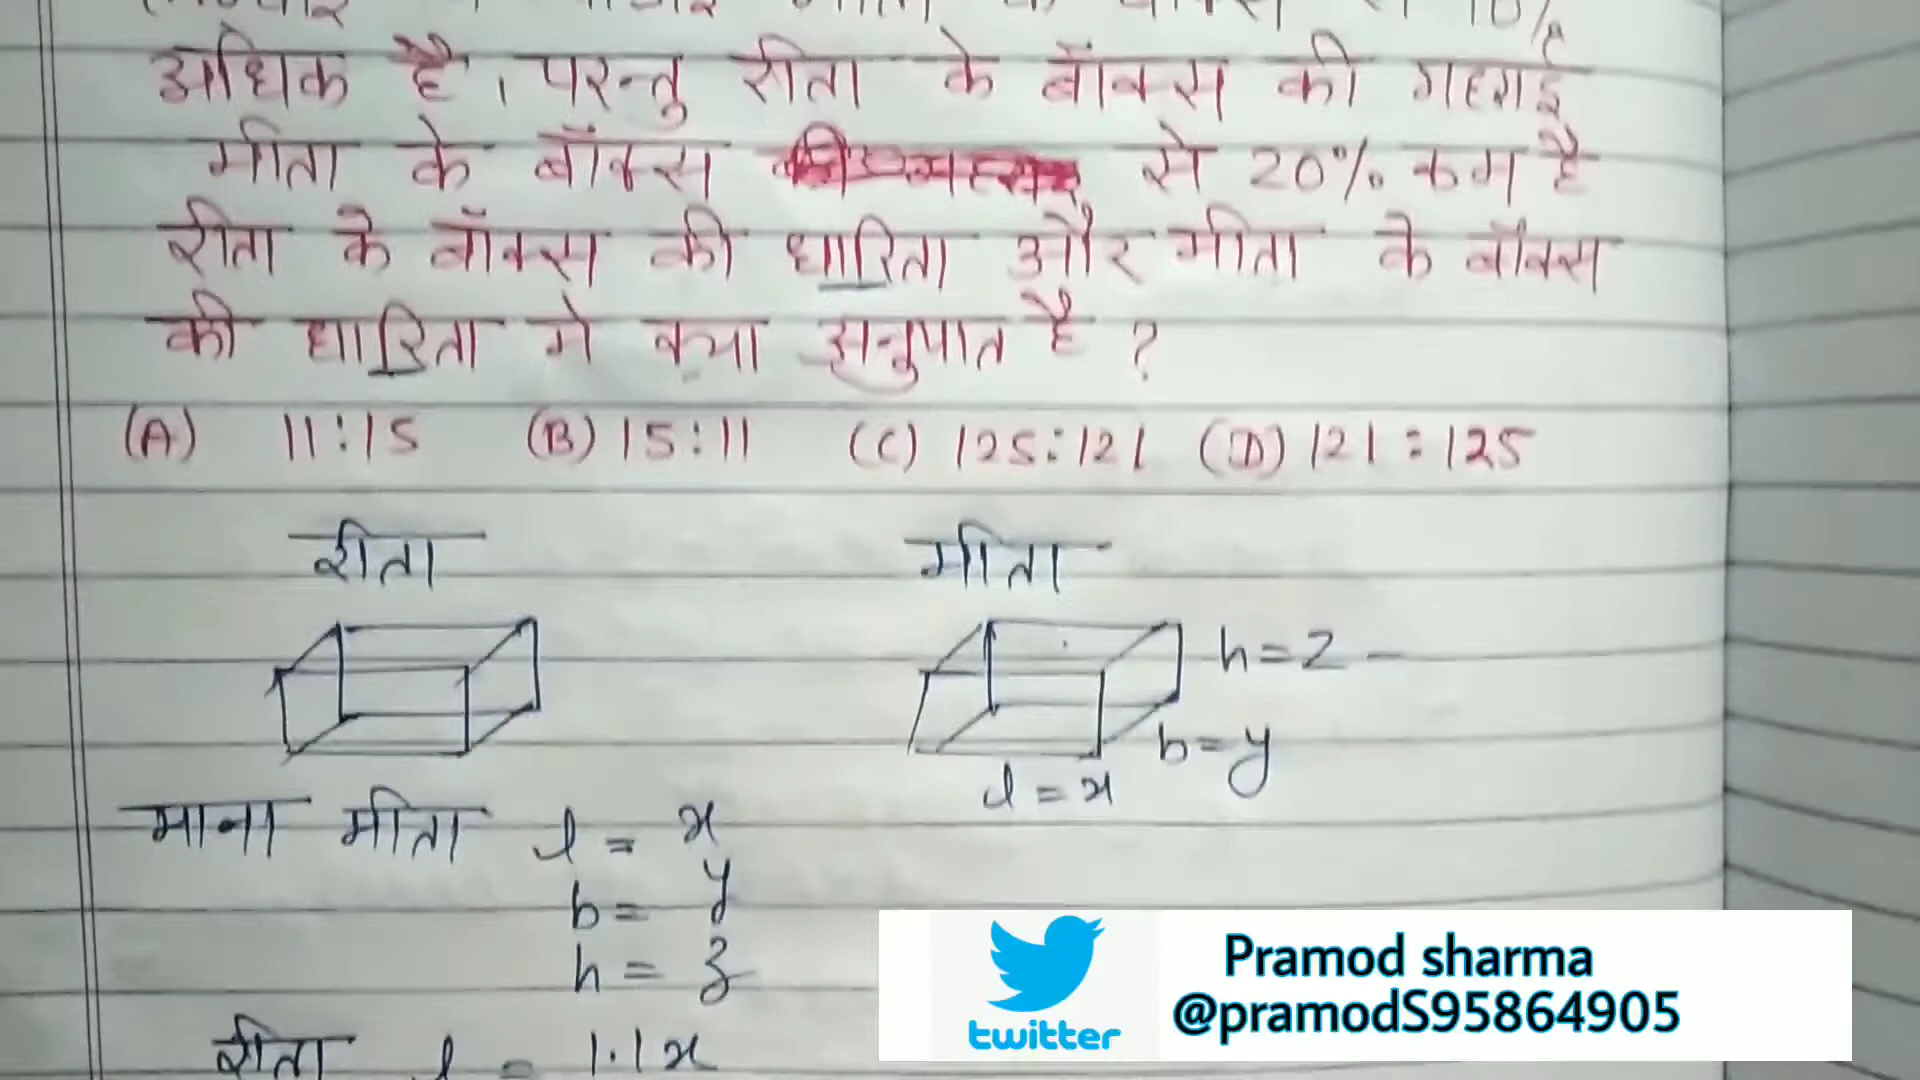 10%
अधिक है, परन्तु रीता के बॉक्स की गहराई
मीता के बॉक्स से 20% कम है
रीता के बॉक्स की धारिता और मीता के बॉक्स
की धारिता मे क्या अनुपात है ?
(A) 11:15 (B) 15:11 (C) 125:121 (D) 121:125
रीता मीता
h=z
b=y
l=x
माना मीता l = x
b= y
h = z
रीता l = 1.1x
Pramod sharma
@pramodS95864905
twitter